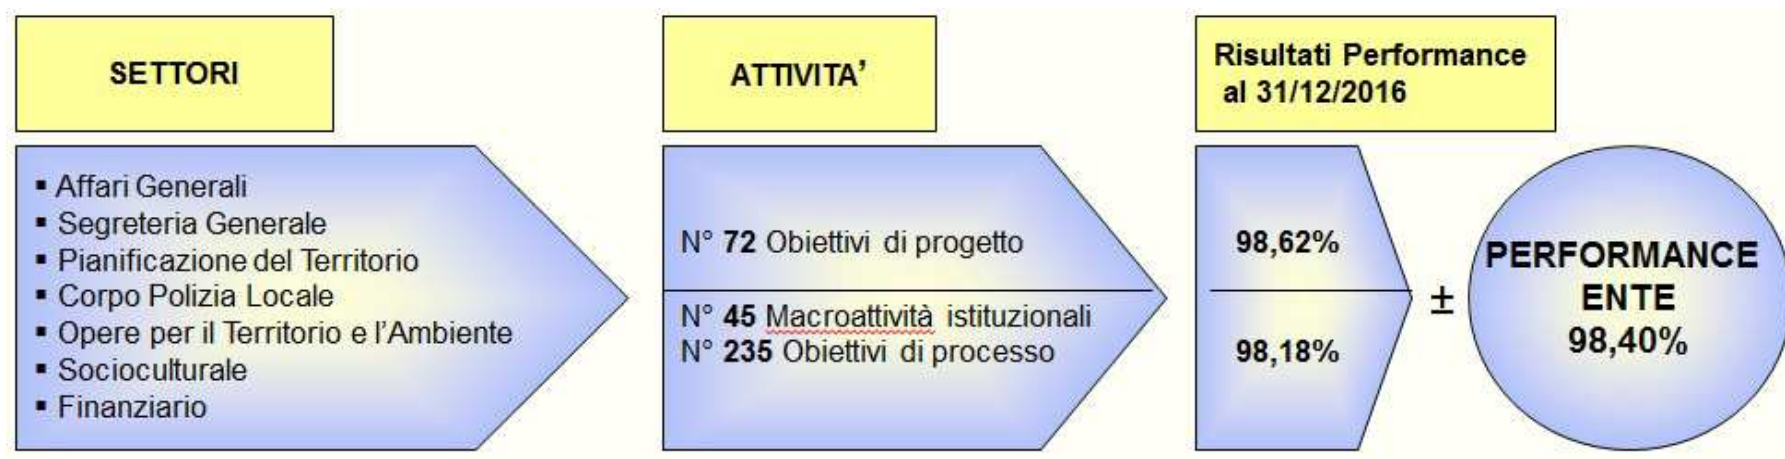 SETTORI
ATTIVITA’
Risultati Performance
al 31/12/2016
▪ Affari Generali
▪ Segreteria Generale
▪ Pianificazione del Territorio
▪ Corpo Polizia Locale
▪ Opere per il Territorio e l’Ambiente
▪ Socioculturale
▪ Finanziario
N° 72 Obiettivi di progetto
N° 45 Macroattività istituzionali
N° 235 Obiettivi di processo
98,62%
98,18%
±
PERFORMANCE
ENTE
98,40%